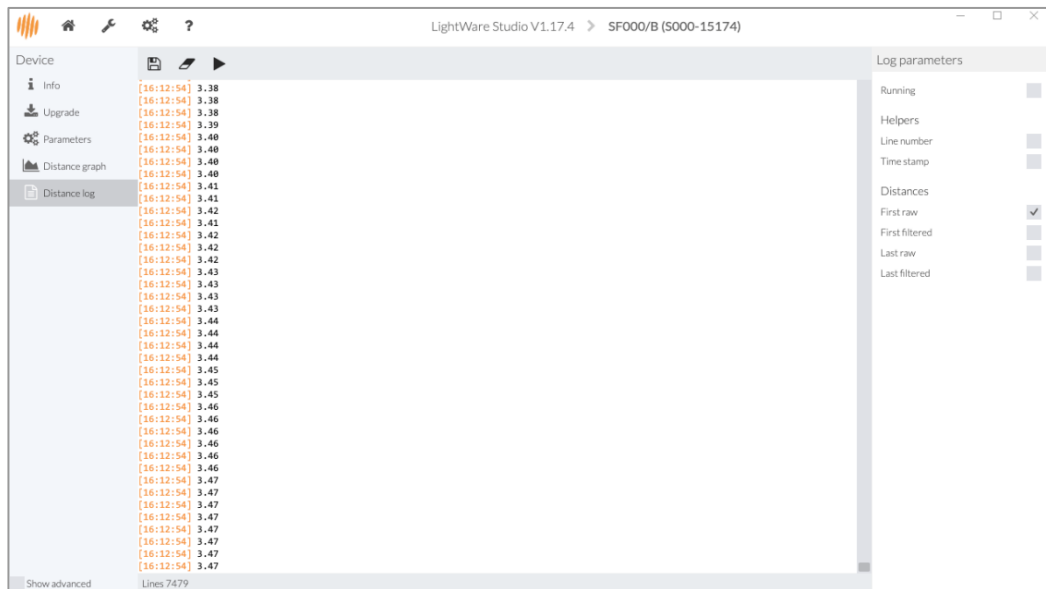 LightWare Studio V1.17.4 > SF000/B (S000-15174)
Device
Info
Upgrade
Parameters
Distance graph
Distance log
Show advanced
[16:12:54] 3.38
[16:12:54] 3.38
[16:12:54] 3.38
[16:12:54] 3.39
[16:12:54] 3.40
[16:12:54] 3.40
[16:12:54] 3.40
[16:12:54] 3.40
[16:12:54] 3.41
[16:12:54] 3.41
[16:12:54] 3.42
[16:12:54] 3.41
[16:12:54] 3.42
[16:12:54] 3.42
[16:12:54] 3.42
[16:12:54] 3.43
[16:12:54] 3.43
[16:12:54] 3.43
[16:12:54] 3.43
[16:12:54] 3.44
[16:12:54] 3.44
[16:12:54] 3.44
[16:12:54] 3.44
[16:12:54] 3.45
[16:12:54] 3.45
[16:12:54] 3.45
[16:12:54] 3.46
[16:12:54] 3.46
[16:12:54] 3.46
[16:12:54] 3.46
[16:12:54] 3.46
[16:12:54] 3.46
[16:12:54] 3.47
[16:12:54] 3.47
[16:12:54] 3.47
[16:12:54] 3.47
[16:12:54] 3.47
[16:12:54] 3.47
[16:12:54] 3.47
[16:12:54] 3.47
Lines 7479
Log parameters
Running
Helpers
Line number
Time stamp
Distances
First raw
First filtered
Last raw
Last filtered